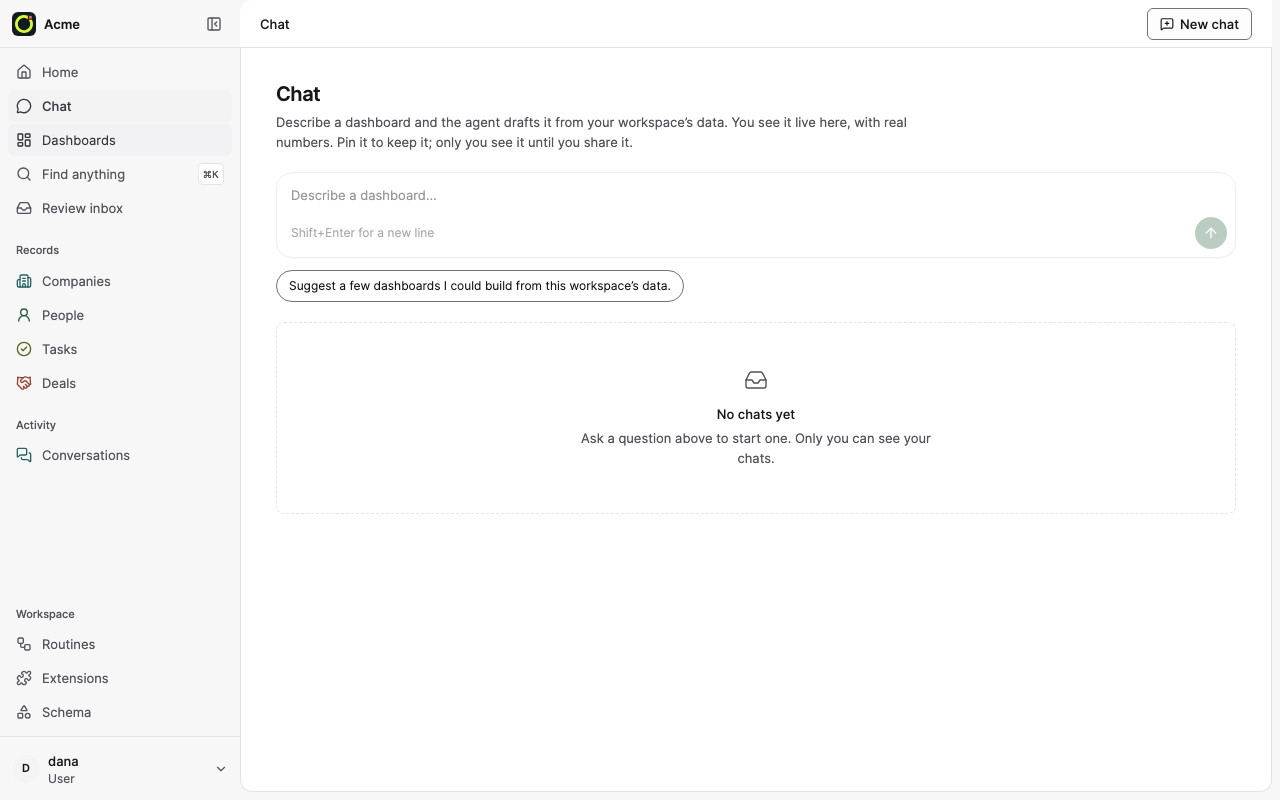 Acme
Chat
New chat
Home
Chat
Dashboards
Find anything
⌘K
Review inbox
Records
Companies
People
Tasks
Deals
Activity
Conversations
Workspace
Routines
Extensions
Schema
D
dana
User
Chat
Describe a dashboard and the agent drafts it from your workspace’s data. You see it live here, with real
numbers. Pin it to keep it; only you see it until you share it.
Describe a dashboard...
Shift+Enter for a new line
Suggest a few dashboards I could build from this workspace’s data.
No chats yet
Ask a question above to start one. Only you can see your
chats.